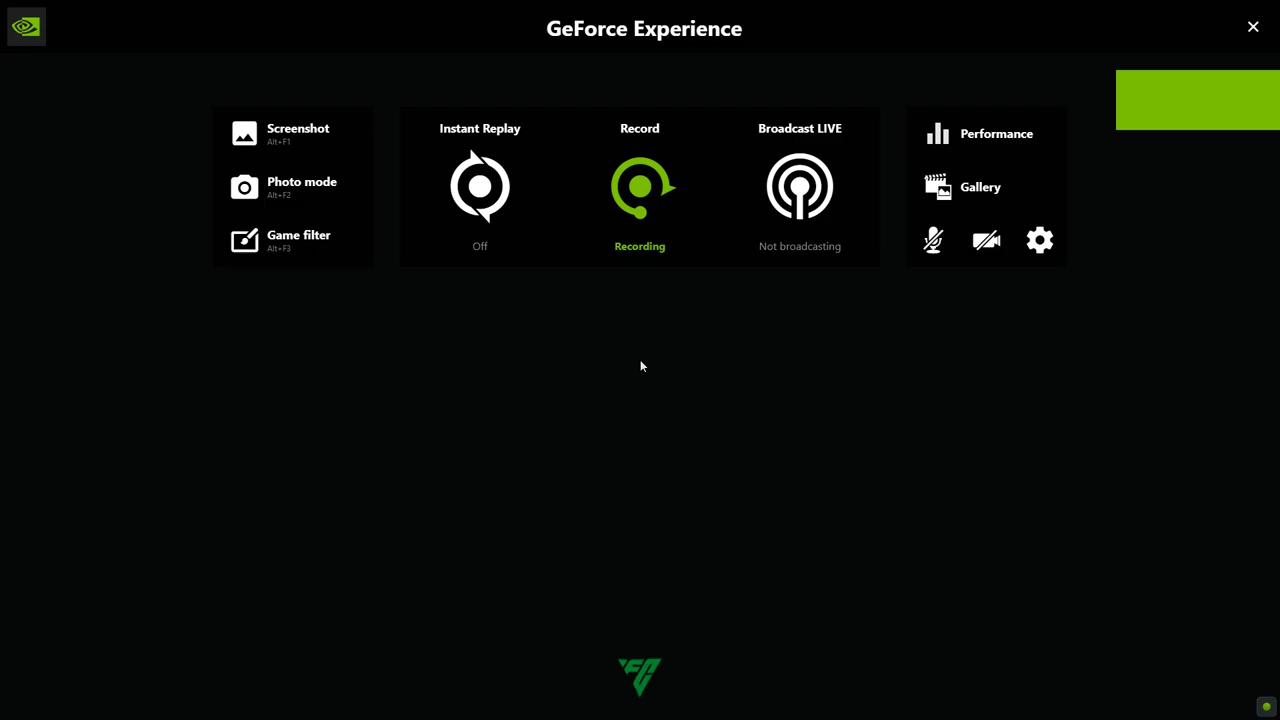 GeForce Experience
Screenshot
Alt+F1
Photo mode
Alt+F2
Game filter
Alt+F3
Instant Replay
Off
Record
Recording
Broadcast LIVE
Not broadcasting
Performance
Gallery